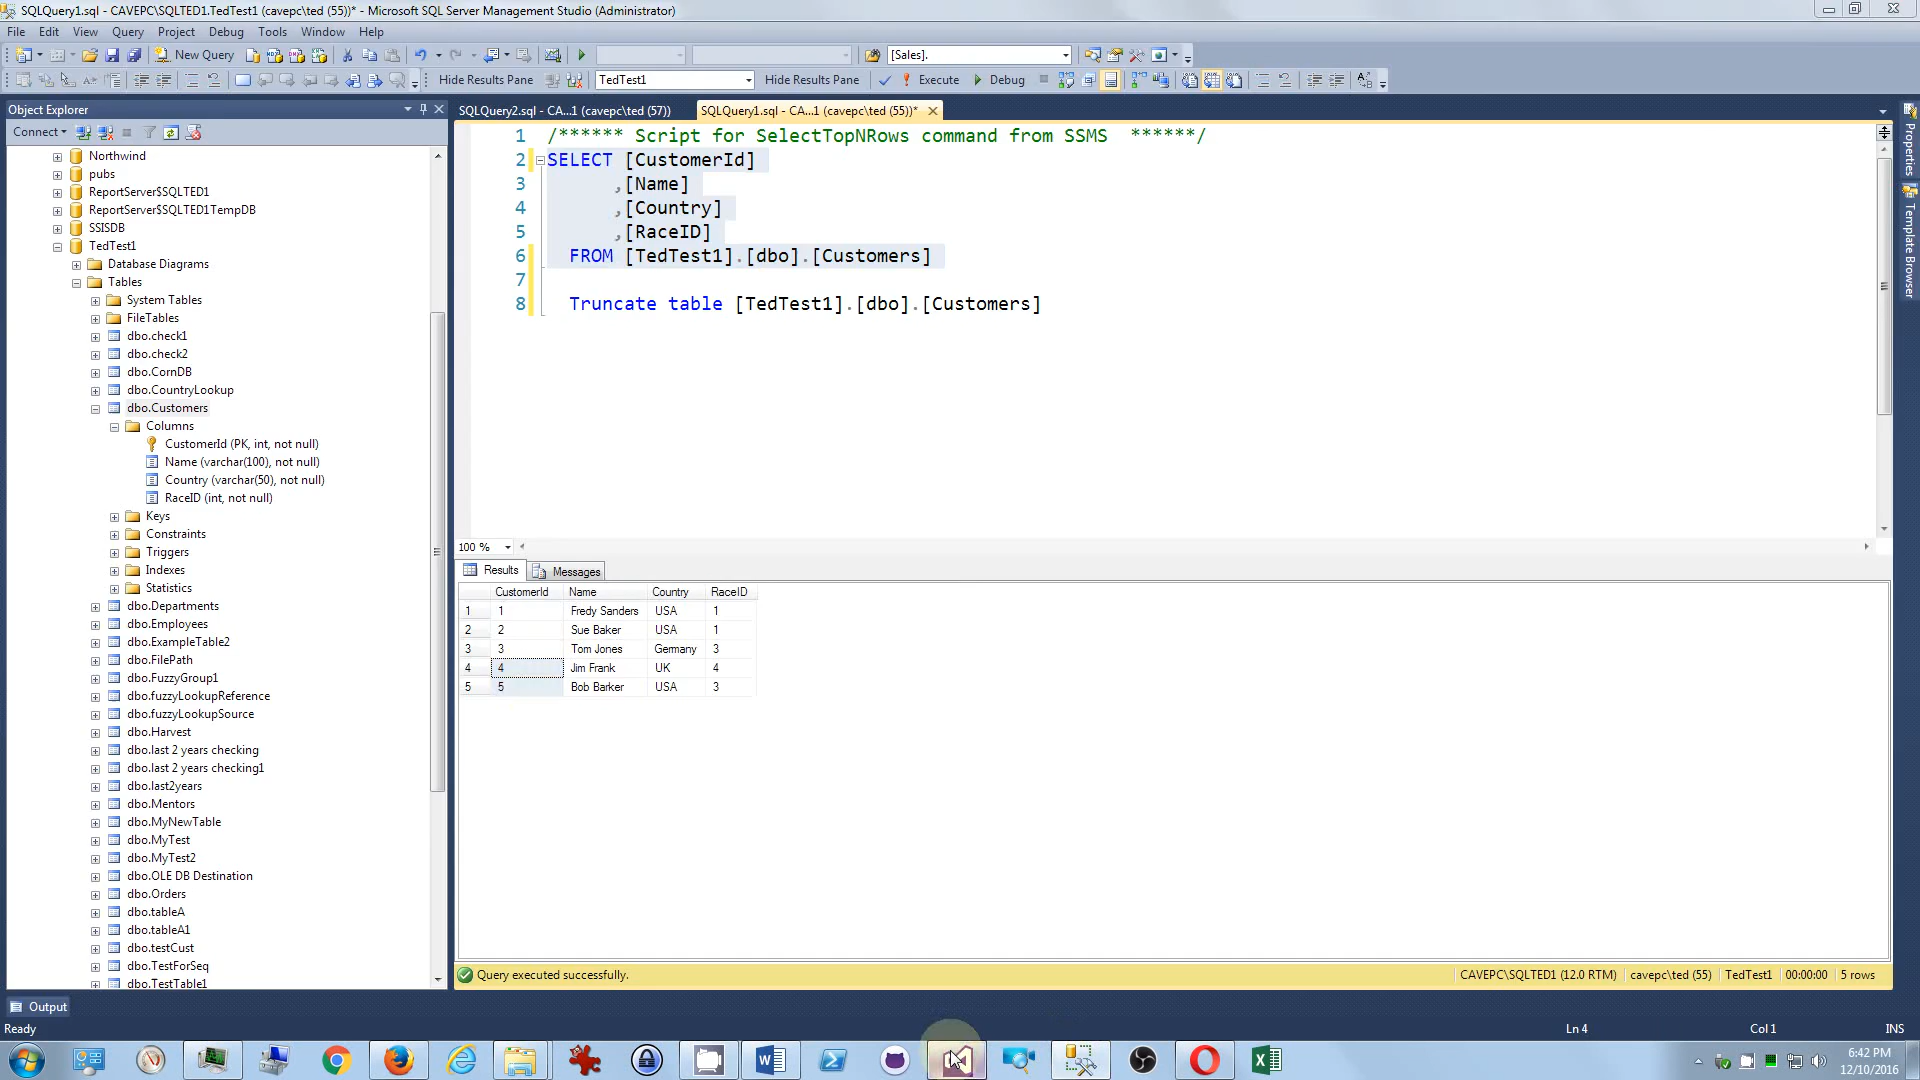 SQLQuery1.sql - CAVEPC\SQLTED1.TedTest1 (cavepc\ted (55))* - Microsoft SQL Server Management Studio (Administrator)
File Edit View Query Project Debug Tools Window Help
New Query [Sales].
Hide Results Pane TedTest1 Hide Results Pane Execute Debug
Object Explorer
Connect
Northwind
pubs
ReportServer$SQLTED1
ReportServer$SQLTED1TempDB
SSISDB
TedTest1
Database Diagrams
Tables
System Tables
FileTables
dbo.check1
dbo.check2
dbo.CornDB
dbo.CountryLookup
dbo.Customers
Columns
CustomerId (PK, int, not null)
Name (varchar(100), not null)
Country (varchar(50), not null)
RaceID (int, not null)
Keys
Constraints
Triggers
Indexes
Statistics
dbo.Departments
dbo.Employees
dbo.ExampleTable2
dbo.FilePath
dbo.FuzzyGroup1
dbo.fuzzyLookupReference
dbo.fuzzyLookupSource
dbo.Harvest
dbo.last 2 years checking
dbo.last 2 years checking1
dbo.last2years
dbo.Mentors
dbo.MyNewTable
dbo.MyTest
dbo.MyTest2
dbo.OLE DB Destination
dbo.Orders
dbo.tableA
dbo.tableA1
dbo.testCust
dbo.TestForSeq
dbo.TestTable1
SQLQuery2.sql - CA...1 (cavepc\ted (57)) SQLQuery1.sql - CA...1 (cavepc\ted (55))*
1 /****** Script for SelectTopNRows command from SSMS ******/
2 SELECT [CustomerId]
3 ,[Name]
4 ,[Country]
5 ,[RaceID]
6 FROM [TedTest1].[dbo].[Customers]
7
8 Truncate table [TedTest1].[dbo].[Customers]
100 %
Results Messages
CustomerId Name Country RaceID
1 1 Fredy Sanders USA 1
2 2 Sue Baker USA 1
3 3 Tom Jones Germany 3
4 4 Jim Frank UK 4
5 5 Bob Barker USA 3
Query executed successfully. CAVEPC\SQLTED1 (12.0 RTM) cavepc\ted (55) TedTest1 00:00:00 5 rows
Properties
Template Browser
Output
Ready Ln 4 Col 1 INS
6:42 PM
12/10/2016